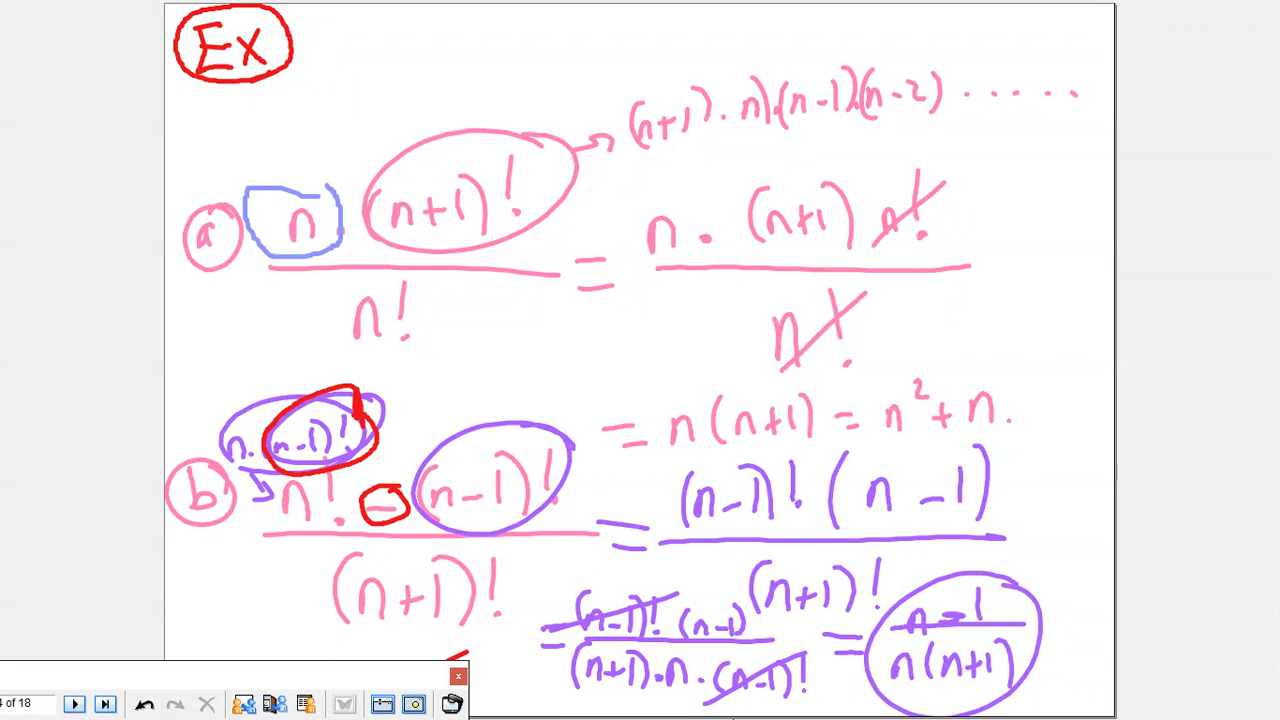 Ex
(n+1).n).(n-1).(n-2) ......
a n. (n+1)! / n! = n . (n+1) n! / n!
= n(n+1) = n² + n.
n. (n-1)!
b n! - (n-1)! / (n+1)! = (n-1)! (n-1) / (n+1)!
= (n-1)! (n-1) / (n+1).n.(n-1)! = n-1 / n(n+1)
4 of 18